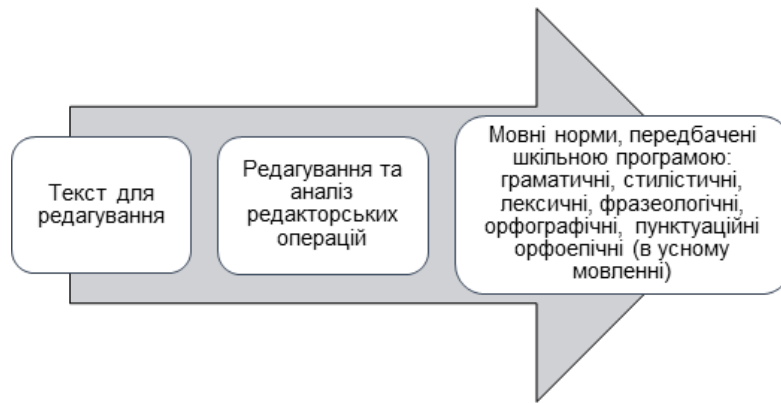 Текст для
редагування
Редагування та
аналіз
редакторських
операцій
Мовні норми, передбачені
шкільною програмою:
граматичні, стилістичні,
лексичні, фразеологічні,
орфографічні, пунктуаційні
орфоепічні (в усному
мовленні)